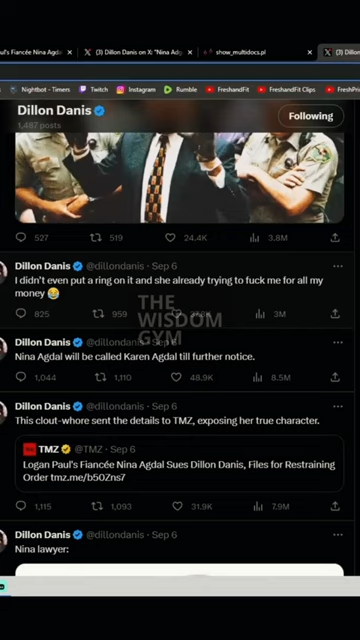 aul's Fiancée Nina Agdal
Dillon Danis on X: "Nina Agd
show_multidocs.pl
(3) Dillon
Nightbot - Timers
Twitch
Instagram
Rumble
FreshandFit
FreshandFit Clips
FreshPri
Dillon Danis
1,487 posts
Following
527 519 24.4K 3.8M
Dillon Danis @dillondanis · Sep 6
I didn't even put a ring on it and she already trying to fuck me for all my
money 😂
825 959 3M
THE
WISDOM
GYM
Dillon Danis @dillondanis · Sep 6
Nina Agdal will be called Karen Agdal till further notice.
1,044 1,110 48.9K 8.5M
Dillon Danis @dillondanis · Sep 6
This clout-whore sent the details to TMZ, exposing her true character.
TMZ @TMZ · Sep 6
Logan Paul's Fiancée Nina Agdal Sues Dillon Danis, Files for Restraining
Order tmz.me/b50Zns7
1,115 1,093 31.9K 7.9M
Dillon Danis @dillondanis · Sep 6
Nina lawyer: